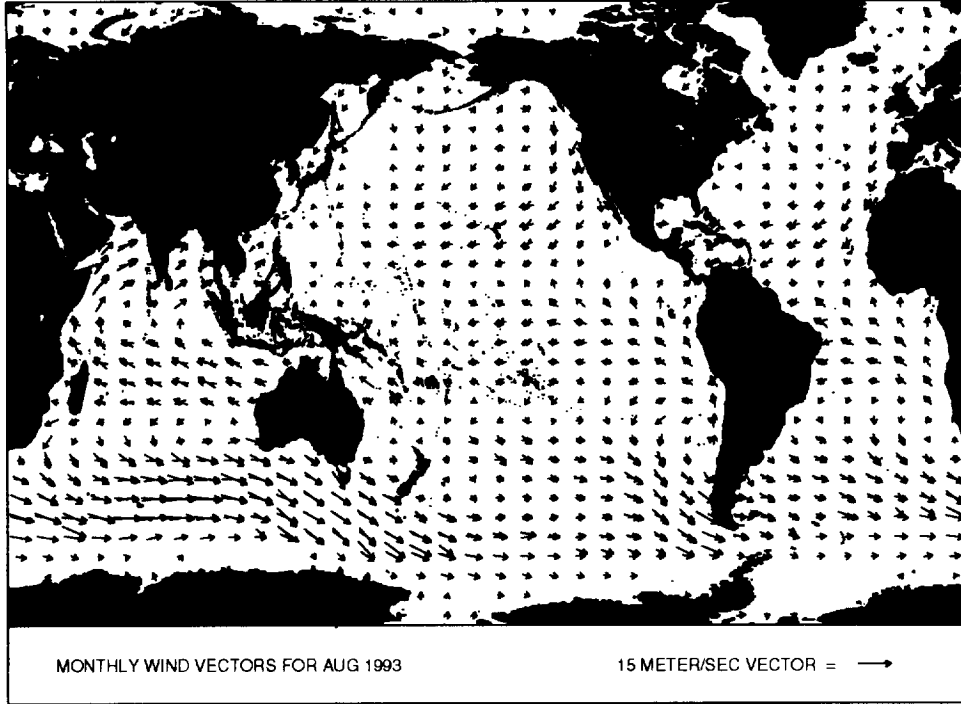 MONTHLY WIND VECTORS FOR AUG 1993
15 METER/SEC VECTOR =